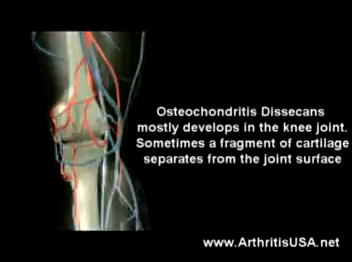 Osteochondritis Dissecans
mostly develops in the knee joint.
Sometimes a fragment of cartilage
separates from the joint surface
www.ArthritisUSA.net